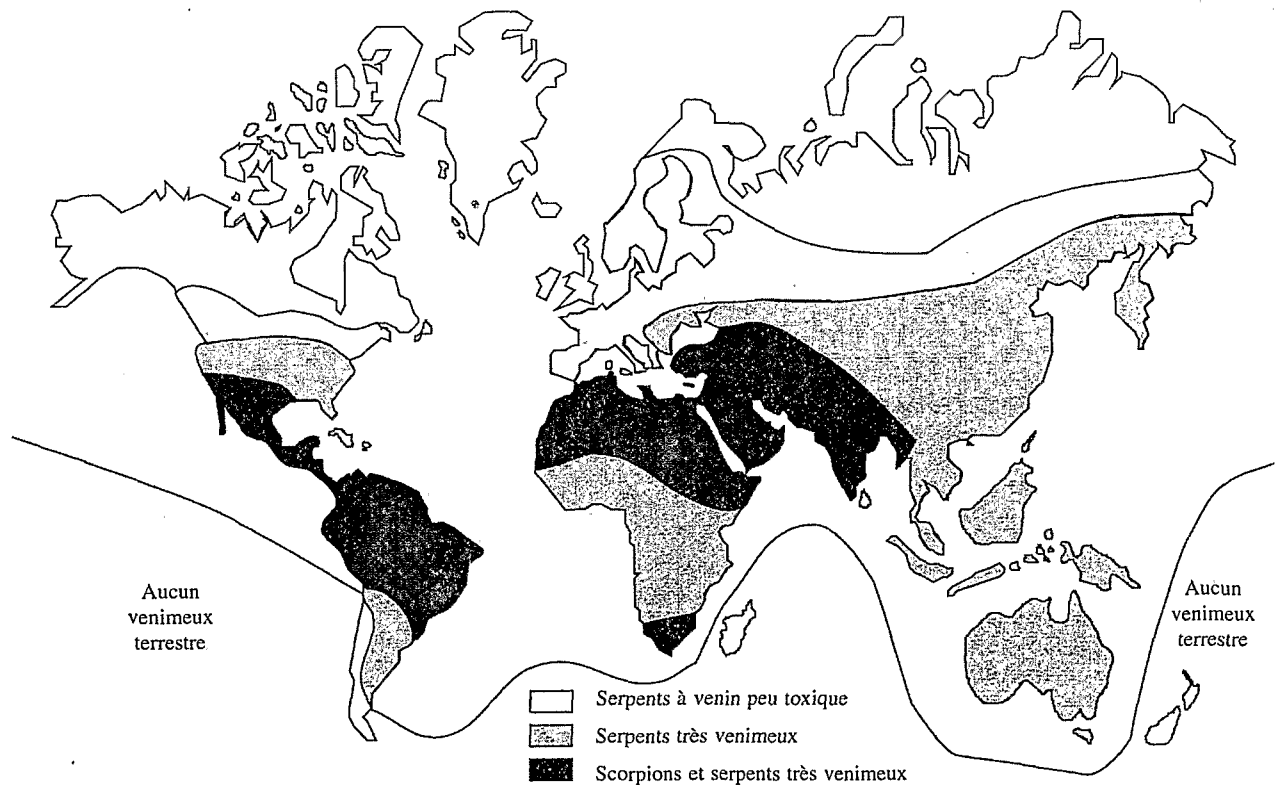 Aucun
venimeux
terrestre
Aucun
venimeux
terrestre
Serpents à venin peu toxique
Serpents très venimeux
Scorpions et serpents très venimeux